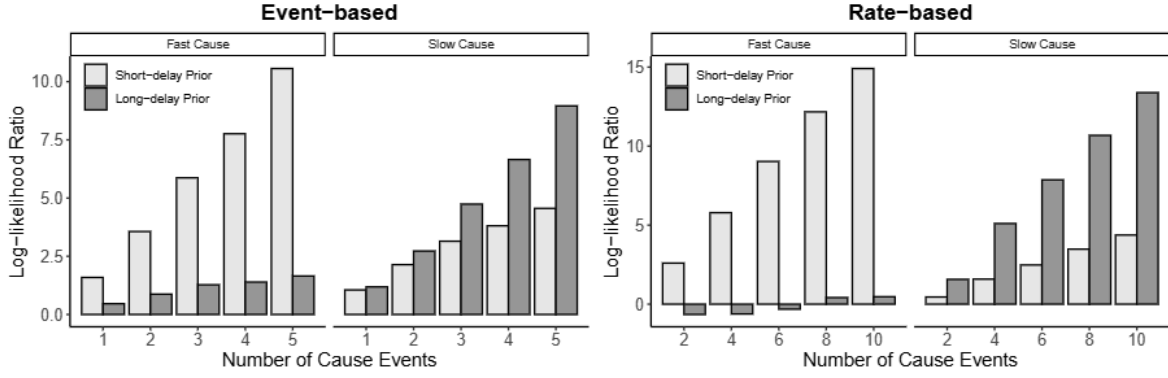 Event-based
Fast Cause
Slow Cause
Short-delay Prior
Long-delay Prior
Log-likelihood Ratio
10.0
7.5
5.0
2.5
0.0
1 2 3 4 5
1 2 3 4 5
Number of Cause Events
Rate-based
Fast Cause
Slow Cause
Short-delay Prior
Long-delay Prior
Log-likelihood Ratio
15
10
5
0
2 4 6 8 10
2 4 6 8 10
Number of Cause Events